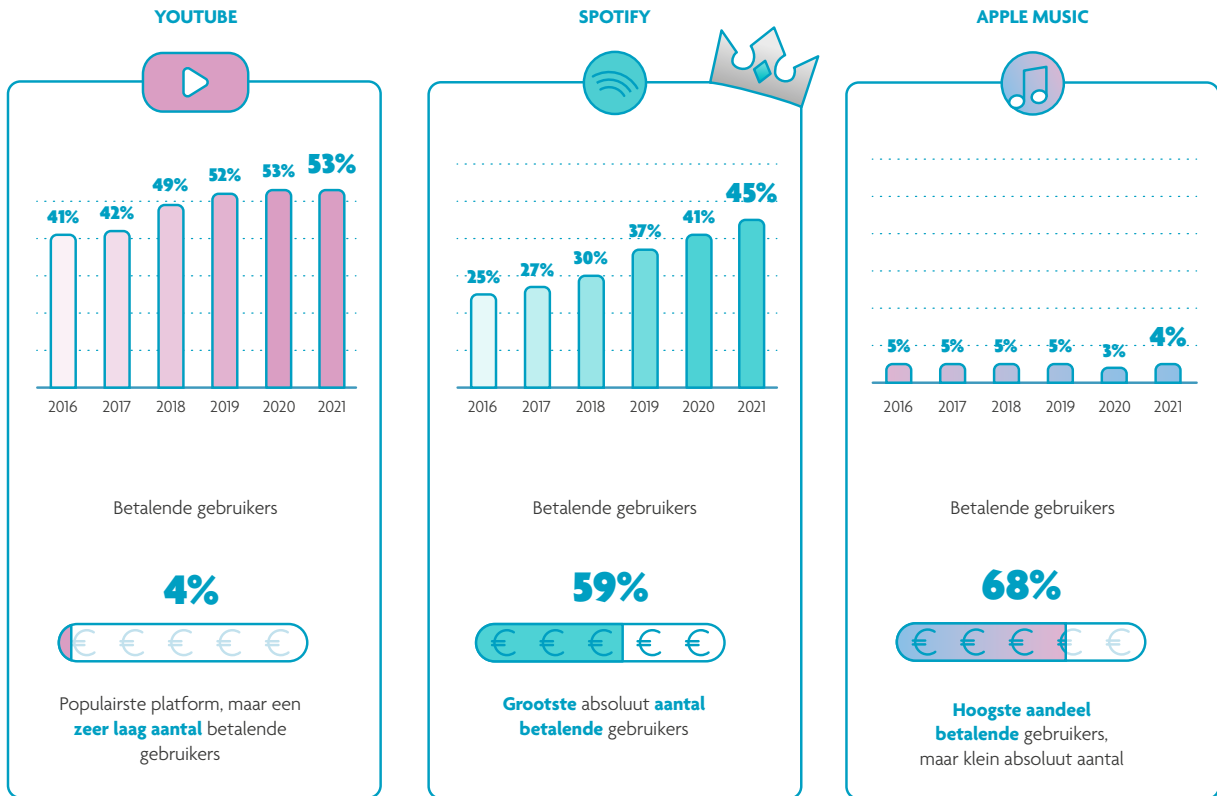 YOUTUBE
41%
42%
49%
52%
53%
53%
2016
2017
2018
2019
2020
2021
Betalende gebruikers
4%
€ € € € €
Populairste platform, maar een
zeer laag aantal betalende
gebruikers
SPOTIFY
25%
27%
30%
37%
41%
45%
2016
2017
2018
2019
2020
2021
Betalende gebruikers
59%
€ € € € €
Grootste absoluut aantal
betalende gebruikers
APPLE MUSIC
5%
5%
5%
5%
3%
4%
2016
2017
2018
2019
2020
2021
Betalende gebruikers
68%
€ € € € €
Hoogste aandeel
betalende gebruikers,
maar klein absoluut aantal